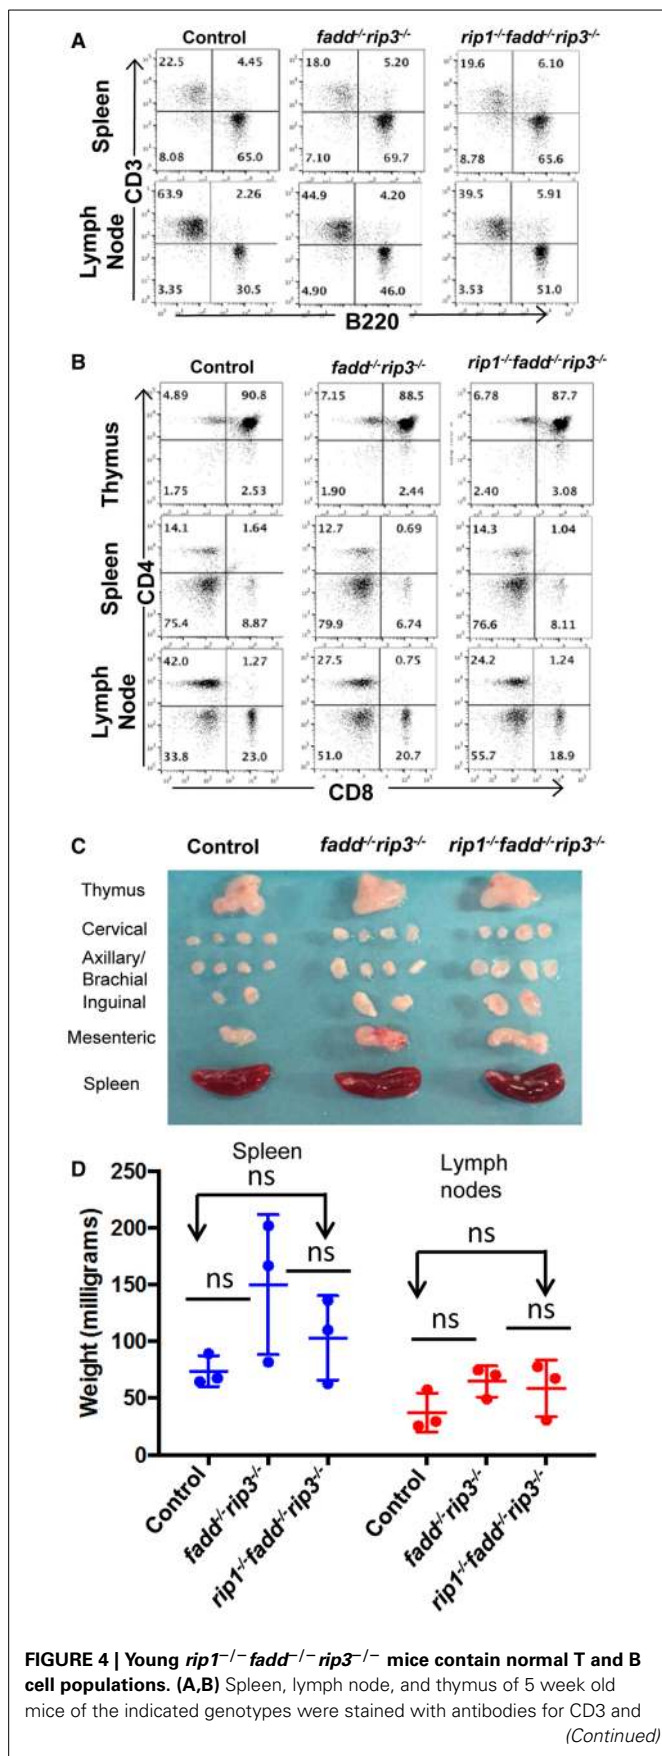 A
Control fadd-/-rip3-/- rip1-/-fadd-/-rip3-/-
Spleen
22.5 4.45 18.0 5.20 19.6 6.10
8.08 65.0 7.10 69.7 8.78 65.6
CD3
Lymph
Node
63.9 2.26 44.9 4.20 39.5 5.91
3.35 30.5 4.90 46.0 3.53 51.0
B220
B
Control fadd-/-rip3-/- rip1-/-fadd-/-rip3-/-
Thymus
4.89 90.8 7.15 88.5 6.78 87.7
1.75 2.53 1.90 2.44 2.40 3.08
Spleen
CD4
14.1 1.64 12.7 0.69 14.3 1.04
75.4 8.87 79.9 6.74 76.6 8.11
Lymph
Node
42.0 1.27 27.5 0.75 24.2 1.24
33.8 23.0 51.0 20.7 55.7 18.9
CD8
C
Control fadd-/-rip3-/- rip1-/-fadd-/-rip3-/-
Thymus
Cervical
Axillary/
Brachial
Inguinal
Mesenteric
Spleen
D
Spleen
Lymph
nodes
ns
ns
ns
ns
ns
ns
Weight (milligrams)
250
200
150
100
50
0
Control
fadd-/-rip3-/-
rip1-/-fadd-/-rip3-/-
Control
fadd-/-rip3-/-
rip1-/-fadd-/-rip3-/-
FIGURE 4 | Young rip1−/−fadd−/−rip3−/− mice contain normal T and B
cell populations. (A,B) Spleen, lymph node, and thymus of 5 week old
mice of the indicated genotypes were stained with antibodies for CD3 and
(Continued)